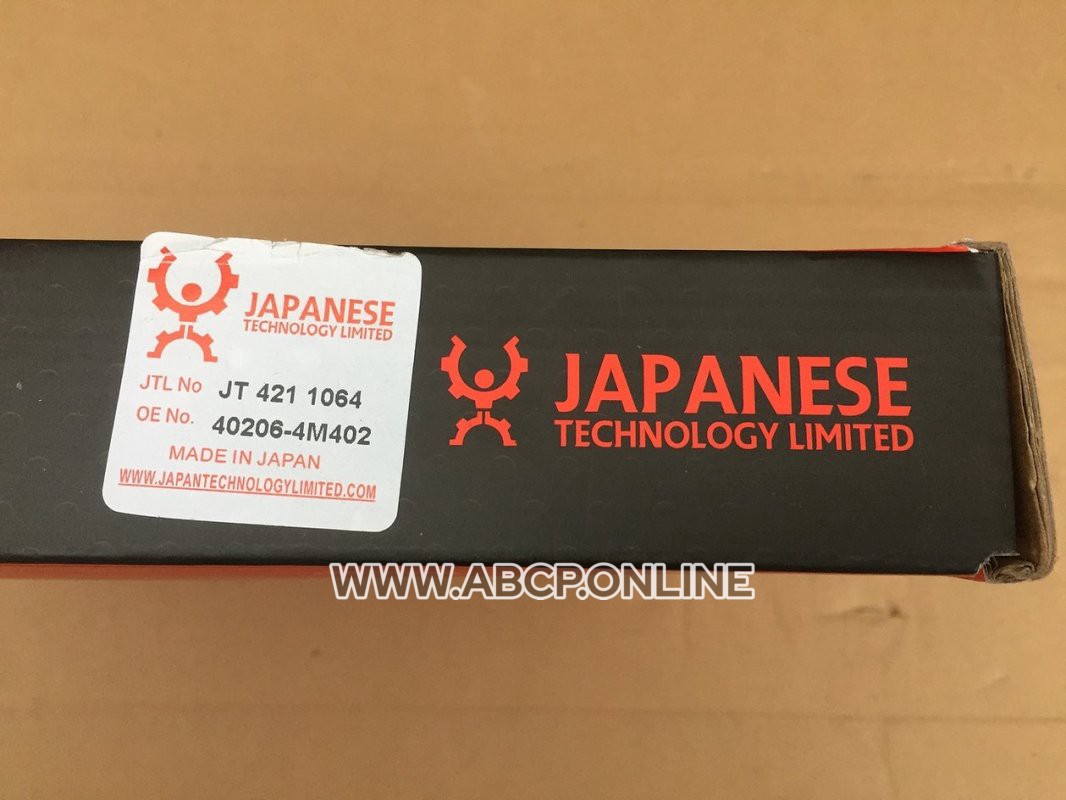 JAPANESE
TECHNOLOGY LIMITED
JTL No JT 421 1064
OE No. 40206-4M402
MADE IN JAPAN
WWW.JAPANTECHNOLOGYLIMITED.COM
JAPANESE
TECHNOLOGY LIMITED
WWW.ABCP.ONLINE